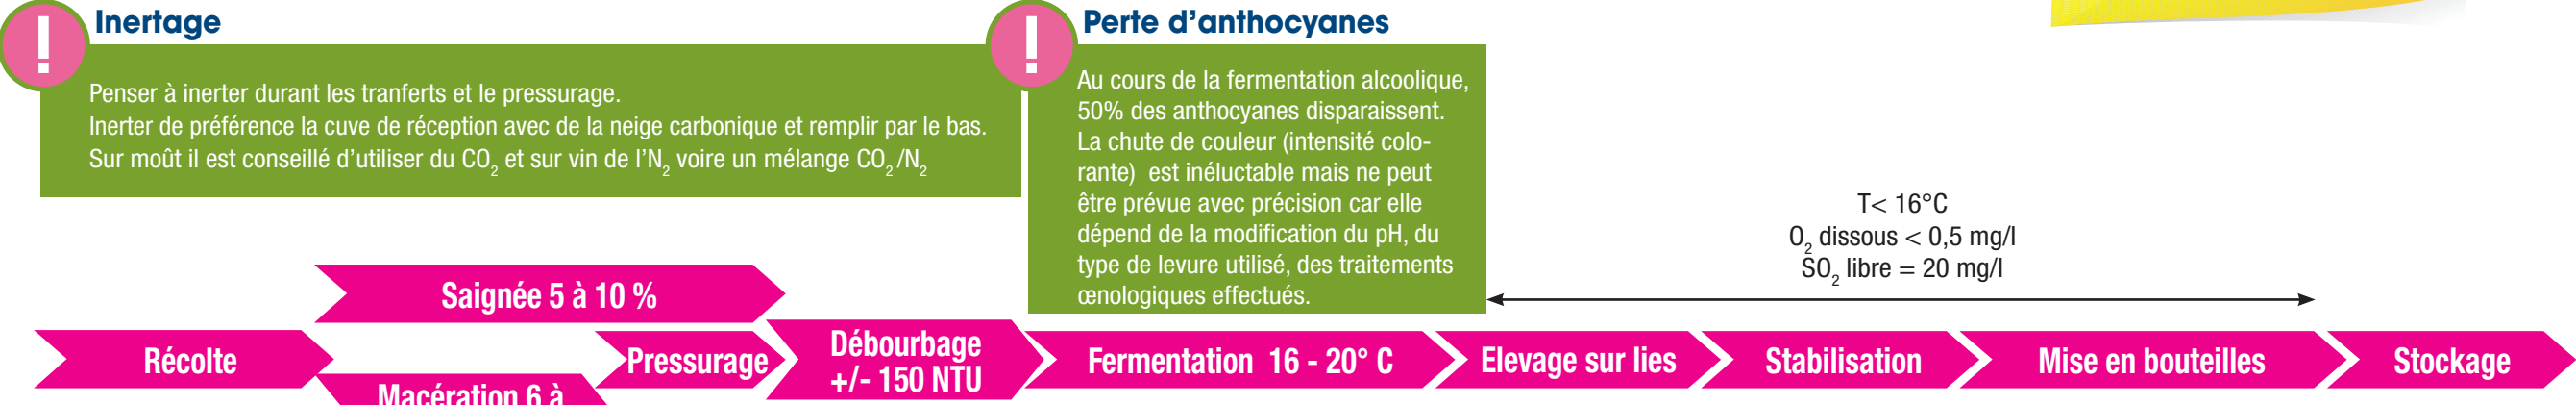 Inertage
Penser à inerter durant les tranferts et le pressurage.
Inerter de préférence la cuve de réception avec de la neige carbonique et remplir par le bas.
Sur moût il est conseillé d’utiliser du CO₂ et sur vin de l’N₂ voire un mélange CO₂/N₂
Perte d’anthocyanes
Au cours de la fermentation alcoolique,
50% des anthocyanes disparaissent.
La chute de couleur (intensité colo-
rante) est inéluctable mais ne peut
être prévue avec précision car elle
dépend de la modification du pH, du
type de levure utilisé, des traitements
œnologiques effectués.
T< 16°C
O₂ dissous < 0,5 mg/l
SO₂ libre = 20 mg/l
Saignée 5 à 10 %
Récolte
Macération 6 à
Pressurage
Débourbage
+/- 150 NTU
Fermentation 16 - 20° C
Elevage sur lies
Stabilisation
Mise en bouteilles
Stockage